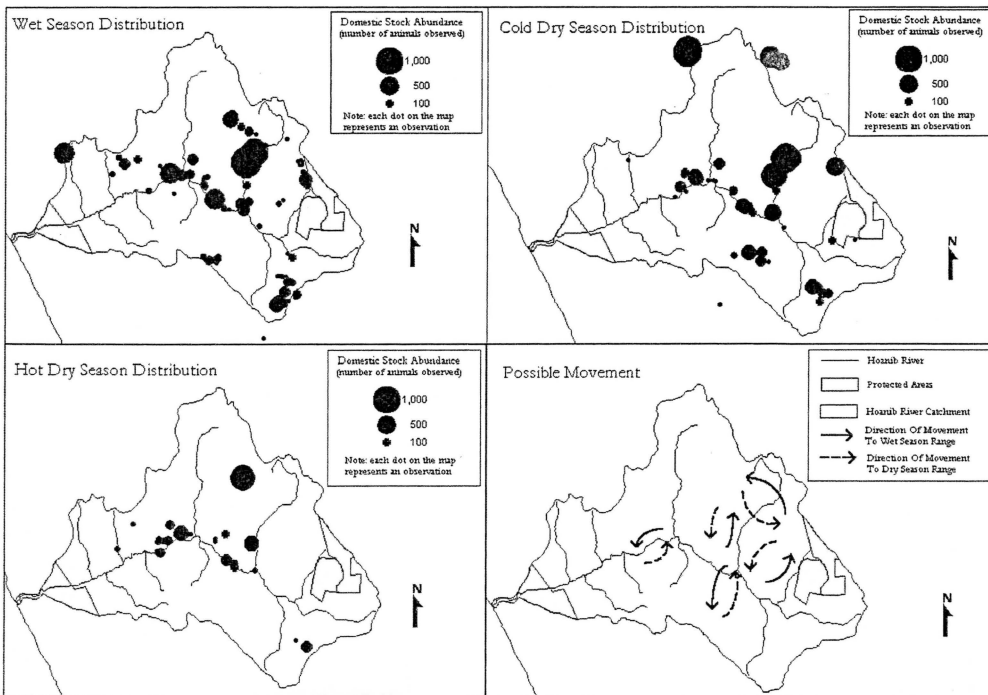 Wet Season Distribution
Domestic Stock Abundance
(number of animals observed)
1,000
500
100
Note: each dot on the map
represents an observation
N
Cold Dry Season Distribution
Domestic Stock Abundance
(number of animals observed)
1,000
500
100
Note: each dot on the map
represents an observation
N
Hot Dry Season Distribution
Domestic Stock Abundance
(number of animals observed)
1,000
500
100
Note: each dot on the map
represents an observation
N
Possible Movement
Hoanib River
Protected Areas
Hoanib River Catchment
Direction Of Movement
To Wet Season Range
Direction Of Movement
To Dry Season Range
N